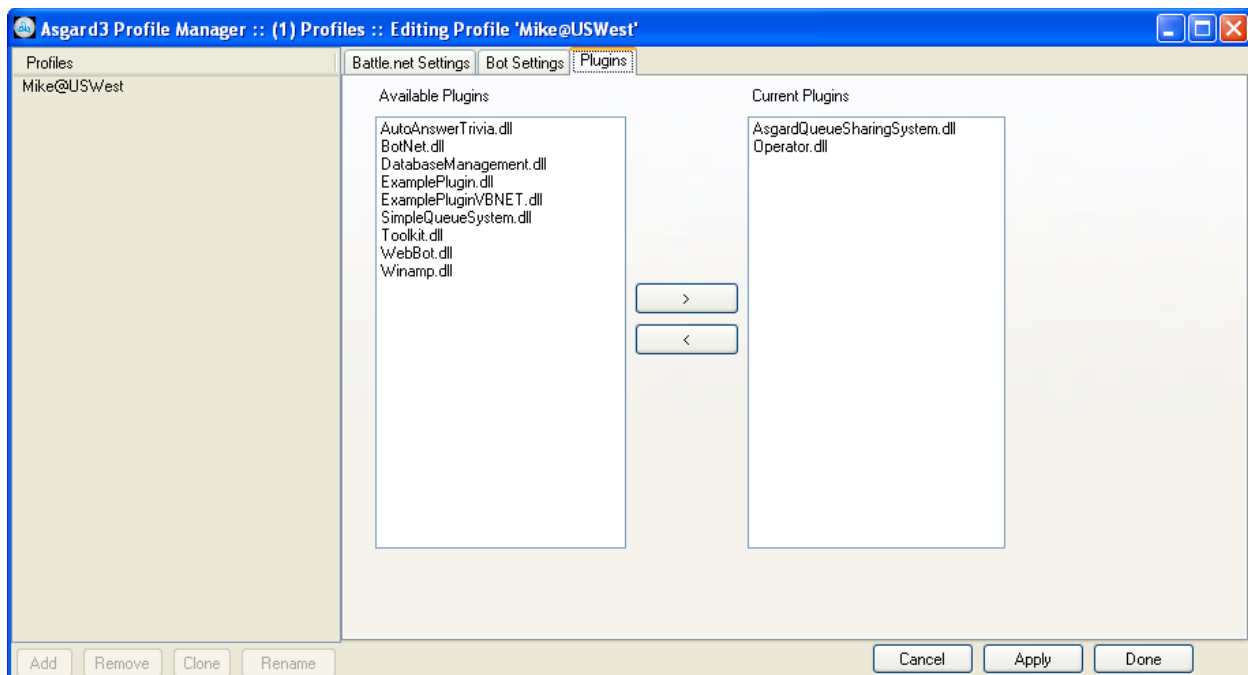 Asgard3 Profile Manager :: (1) Profiles :: Editing Profile 'Mike@USWest'
Profiles
Mike@USWest
Battle.net Settings
Bot Settings
Plugins
Available Plugins
AutoAnswerTrivia.dll
BotNet.dll
DatabaseManagement.dll
ExamplePlugin.dll
ExamplePluginVBNET.dll
SimpleQueueSystem.dll
Toolkit.dll
WebBot.dll
Winamp.dll
>
<
Current Plugins
AsgardQueueSharingSystem.dll
Operator.dll
Add
Remove
Clone
Rename
Cancel
Apply
Done